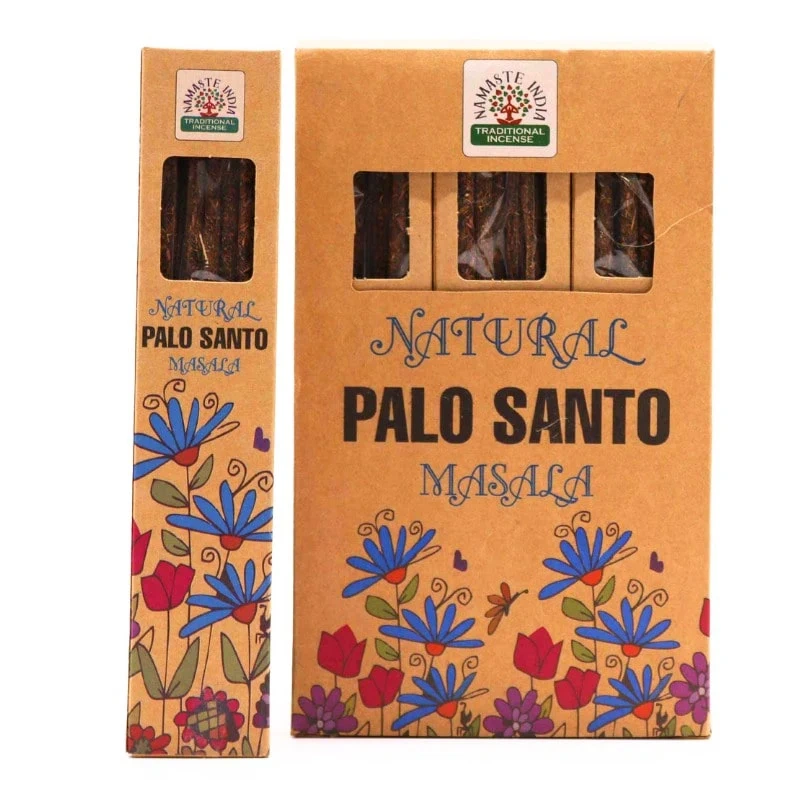 NAMASTE INDIA
TRADITIONAL
INCENSE
NATURAL
PALO SANTO
MASALA
NAMASTE INDIA
TRADITIONAL
INCENSE
NATURAL
PALO SANTO
MASALA